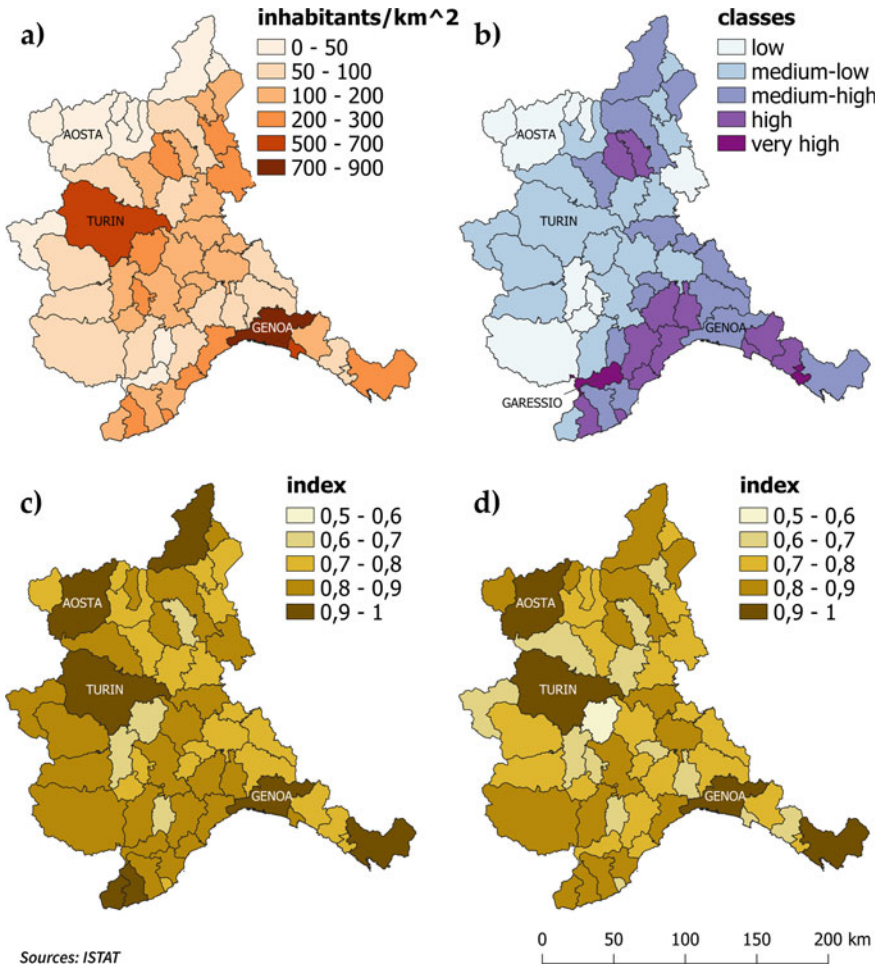 a)
inhabitants/km^2
0 - 50
50 - 100
100 - 200
200 - 300
500 - 700
700 - 900
AOSTA
TURIN
GENOA
b)
classes
low
medium-low
medium-high
high
very high
AOSTA
TURIN
GENOA
GARESSIO
c)
index
0,5 - 0,6
0,6 - 0,7
0,7 - 0,8
0,8 - 0,9
0,9 - 1
AOSTA
TURIN
GENOA
d)
index
0,5 - 0,6
0,6 - 0,7
0,7 - 0,8
0,8 - 0,9
0,9 - 1
AOSTA
TURIN
GENOA
Sources: ISTAT
0 50 100 150 200 km